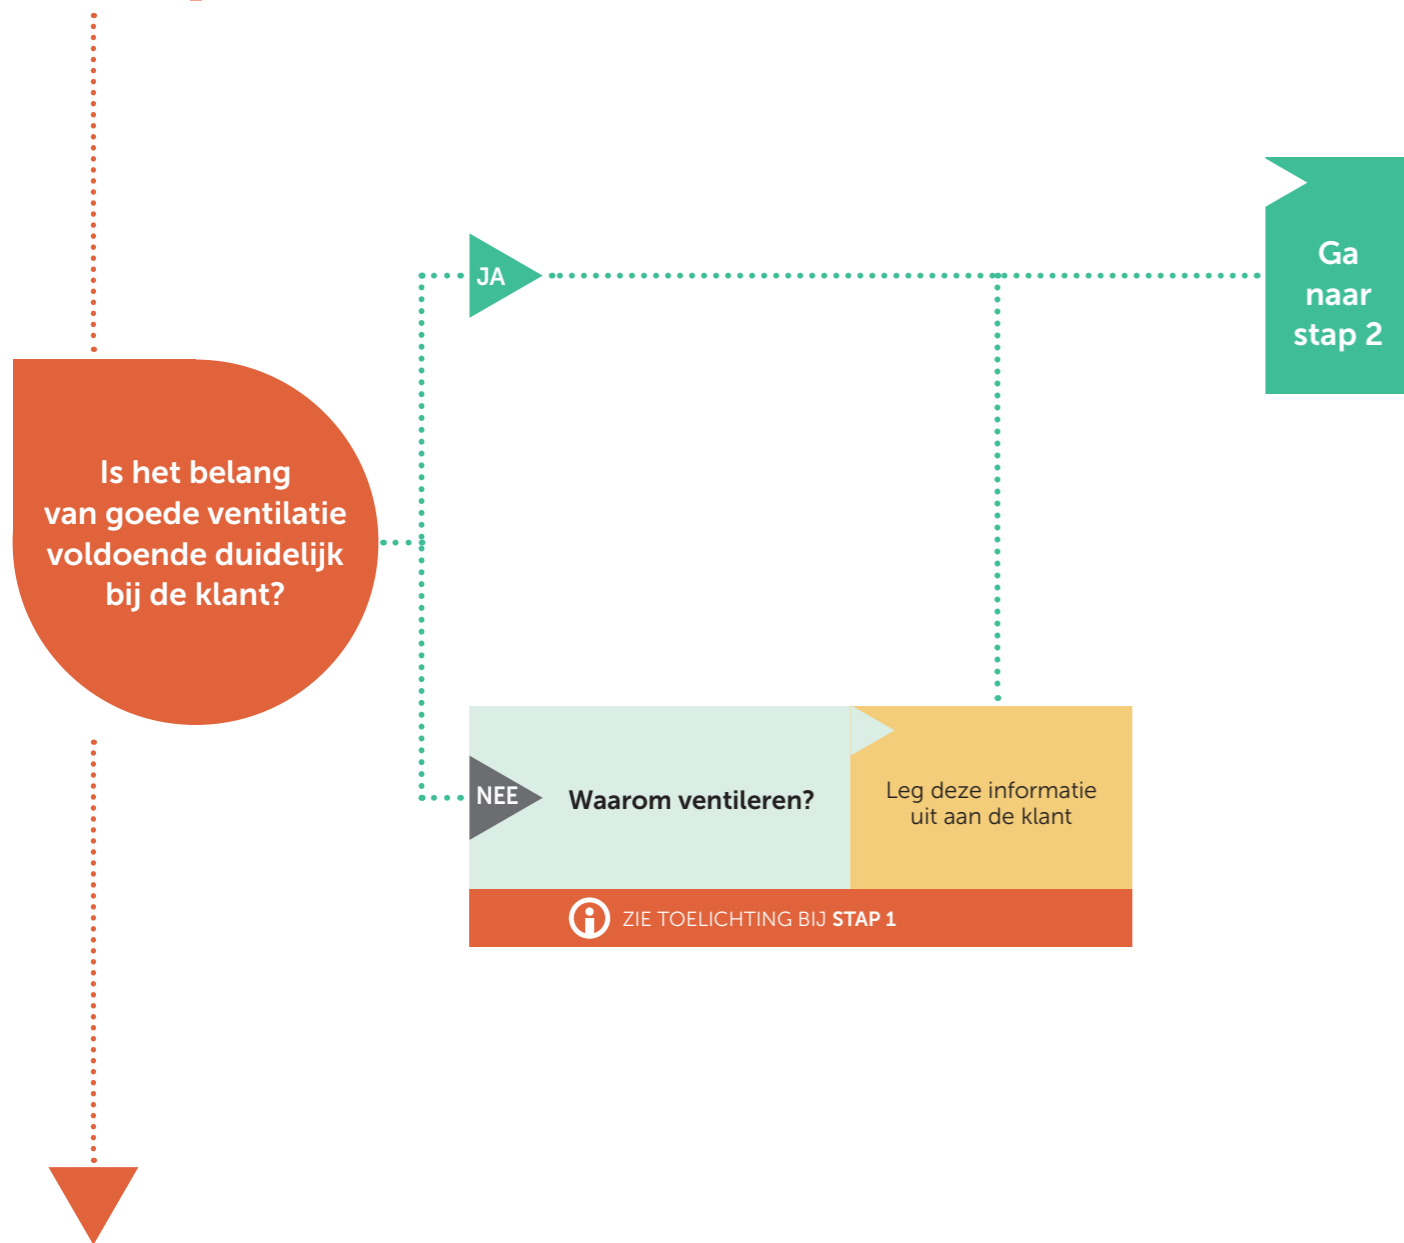 JA
Ga
naar
stap 2
Is het belang
van goede ventilatie
voldoende duidelijk
bij de klant?
NEE
Waarom ventileren?
Leg deze informatie
uit aan de klant
ZIE TOELICHTING BIJ STAP 1